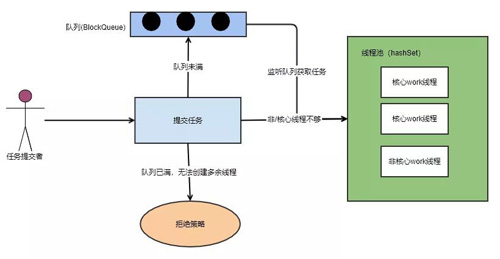 队列(BlockQueue)
线程池（hashSet）
队列未满
监听队列获取任务
核心work线程
核心work线程
提交任务
非/核心线程不够
任务提交者
非核心work线程
队列已满，无法创建多余线程
拒绝策略